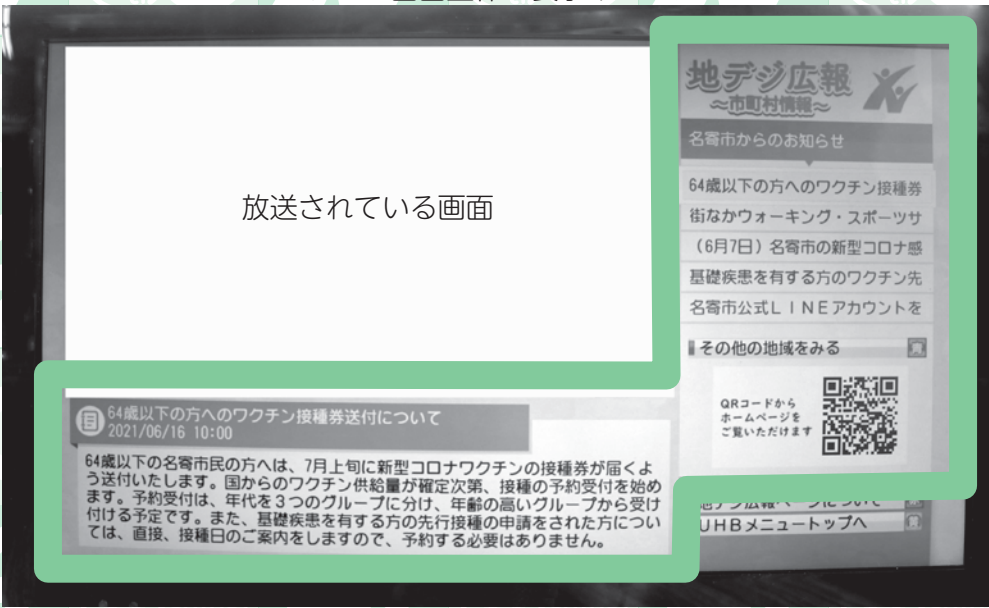 放送されている画面
地デジ広報
~市町村情報~
名寄市からのお知らせ
64歳以下の方へのワクチン接種券
街なかウォーキング・スポーツサ
(6月7日)名寄市の新型コロナ感
基礎疾患を有する方のワクチン先
名寄市公式LINEアカウントを
その他の地域をみる
QRコードから
ホームページを
ご覧いただけます
地デジ広報ページについて
UHBメニュートップへ
64歳以下の方へのワクチン接種券送付について
2021/06/16 10:00
64歳以下の名寄市民の方へは、7月上旬に新型コロナワクチンの接種券が届くよ
う送付いたします。国からのワクチン供給量が確定次第、接種の予約受付を始め
ます。予約受付は、年代を3つのグループに分け、年齢の高いグループから受け
付ける予定です。また、基礎疾患を有する方の先行接種の申請をされた方につい
ては、直接、接種日のご案内をしますので、予約する必要はありません。